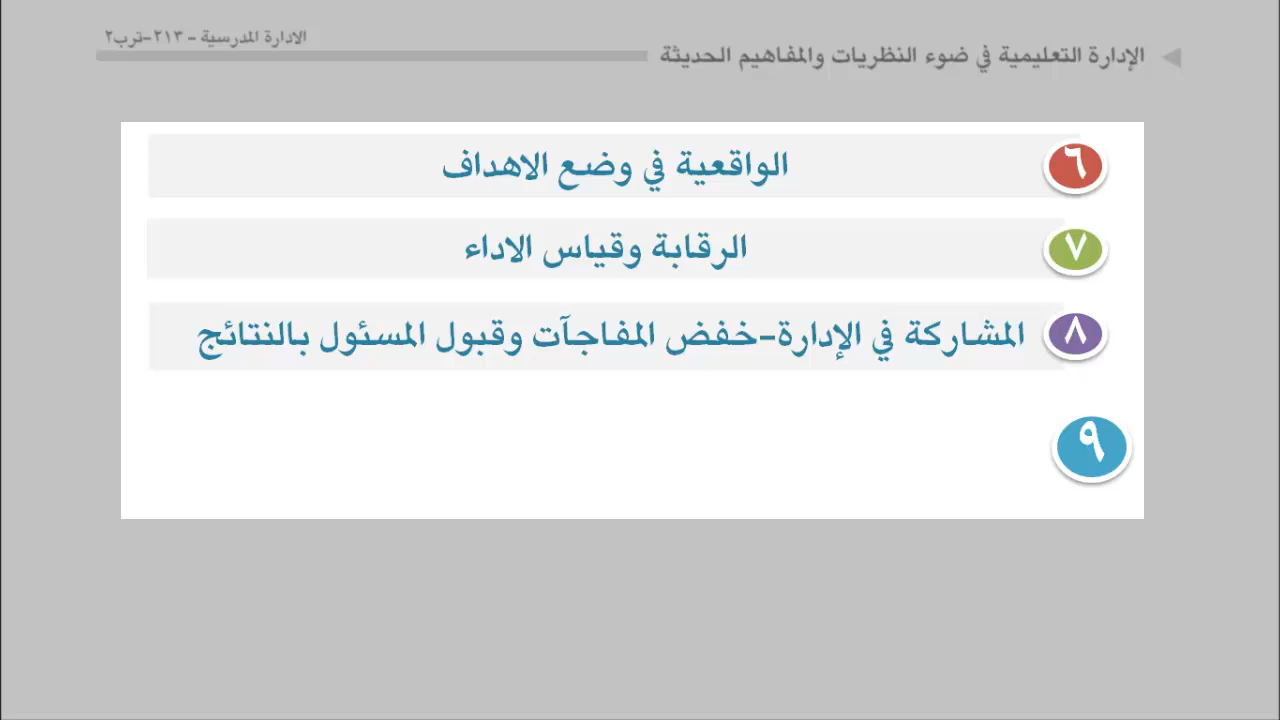 الادارة المدرسية - ٢١٣-ترب٢
الإدارة التعليمية في ضوء النظريات والمفاهيم الحديثة
٦ الواقعية في وضع الاهداف
٧ الرقابة وقياس الاداء
٨ المشاركة في الإدارة-خفض المفاجآت وقبول المسئول بالنتائج
٩